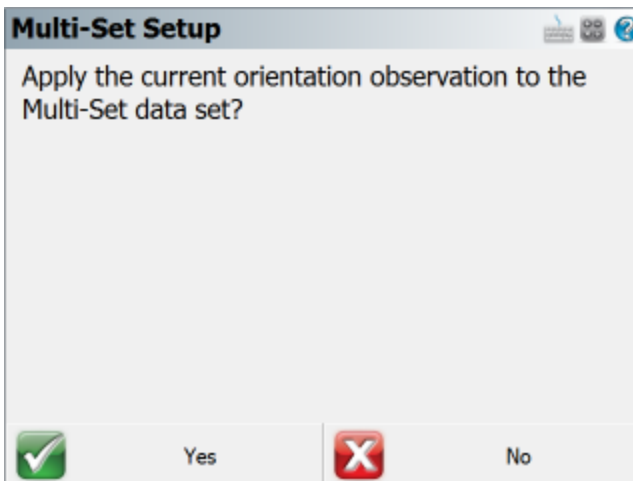 Multi-Set Setup
Apply the current orientation observation to the
Multi-Set data set?
Yes No